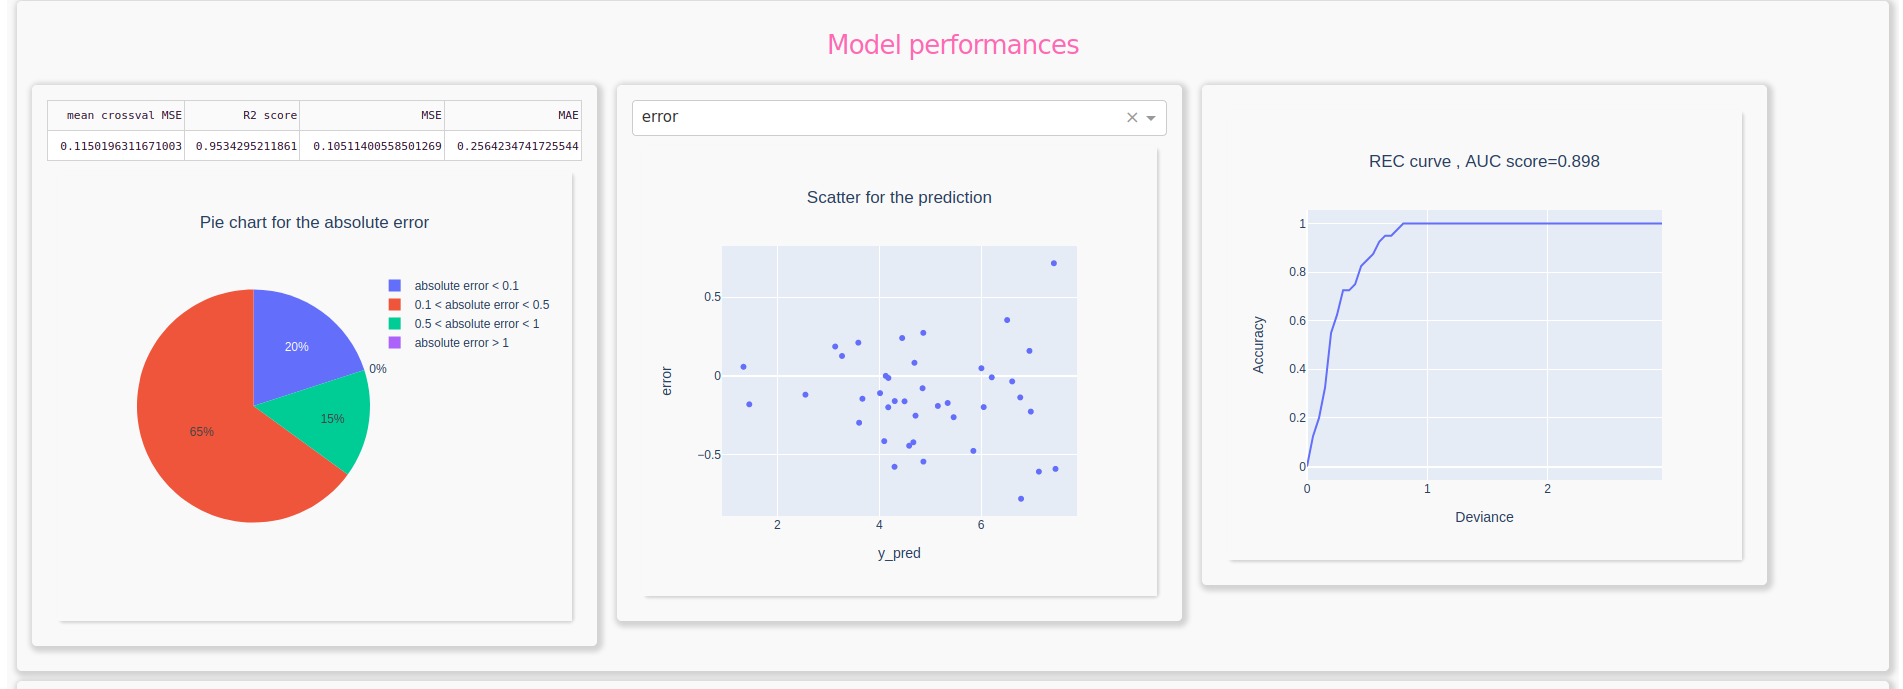 Model performances
mean crossval MSE R2 score MSE MAE
0.1150196311671003 0.9534295211861 0.10511400558501269 0.2564234741725544
Pie chart for the absolute error
absolute error < 0.1
0.1 < absolute error < 0.5
0.5 < absolute error < 1
absolute error > 1
20%
0%
15%
65%
error
Scatter for the prediction
0.5
0
−0.5
error
2 4 6
y_pred
REC curve , AUC score=0.898
1
0.8
0.6
0.4
0.2
0
Accuracy
0 1 2
Deviance